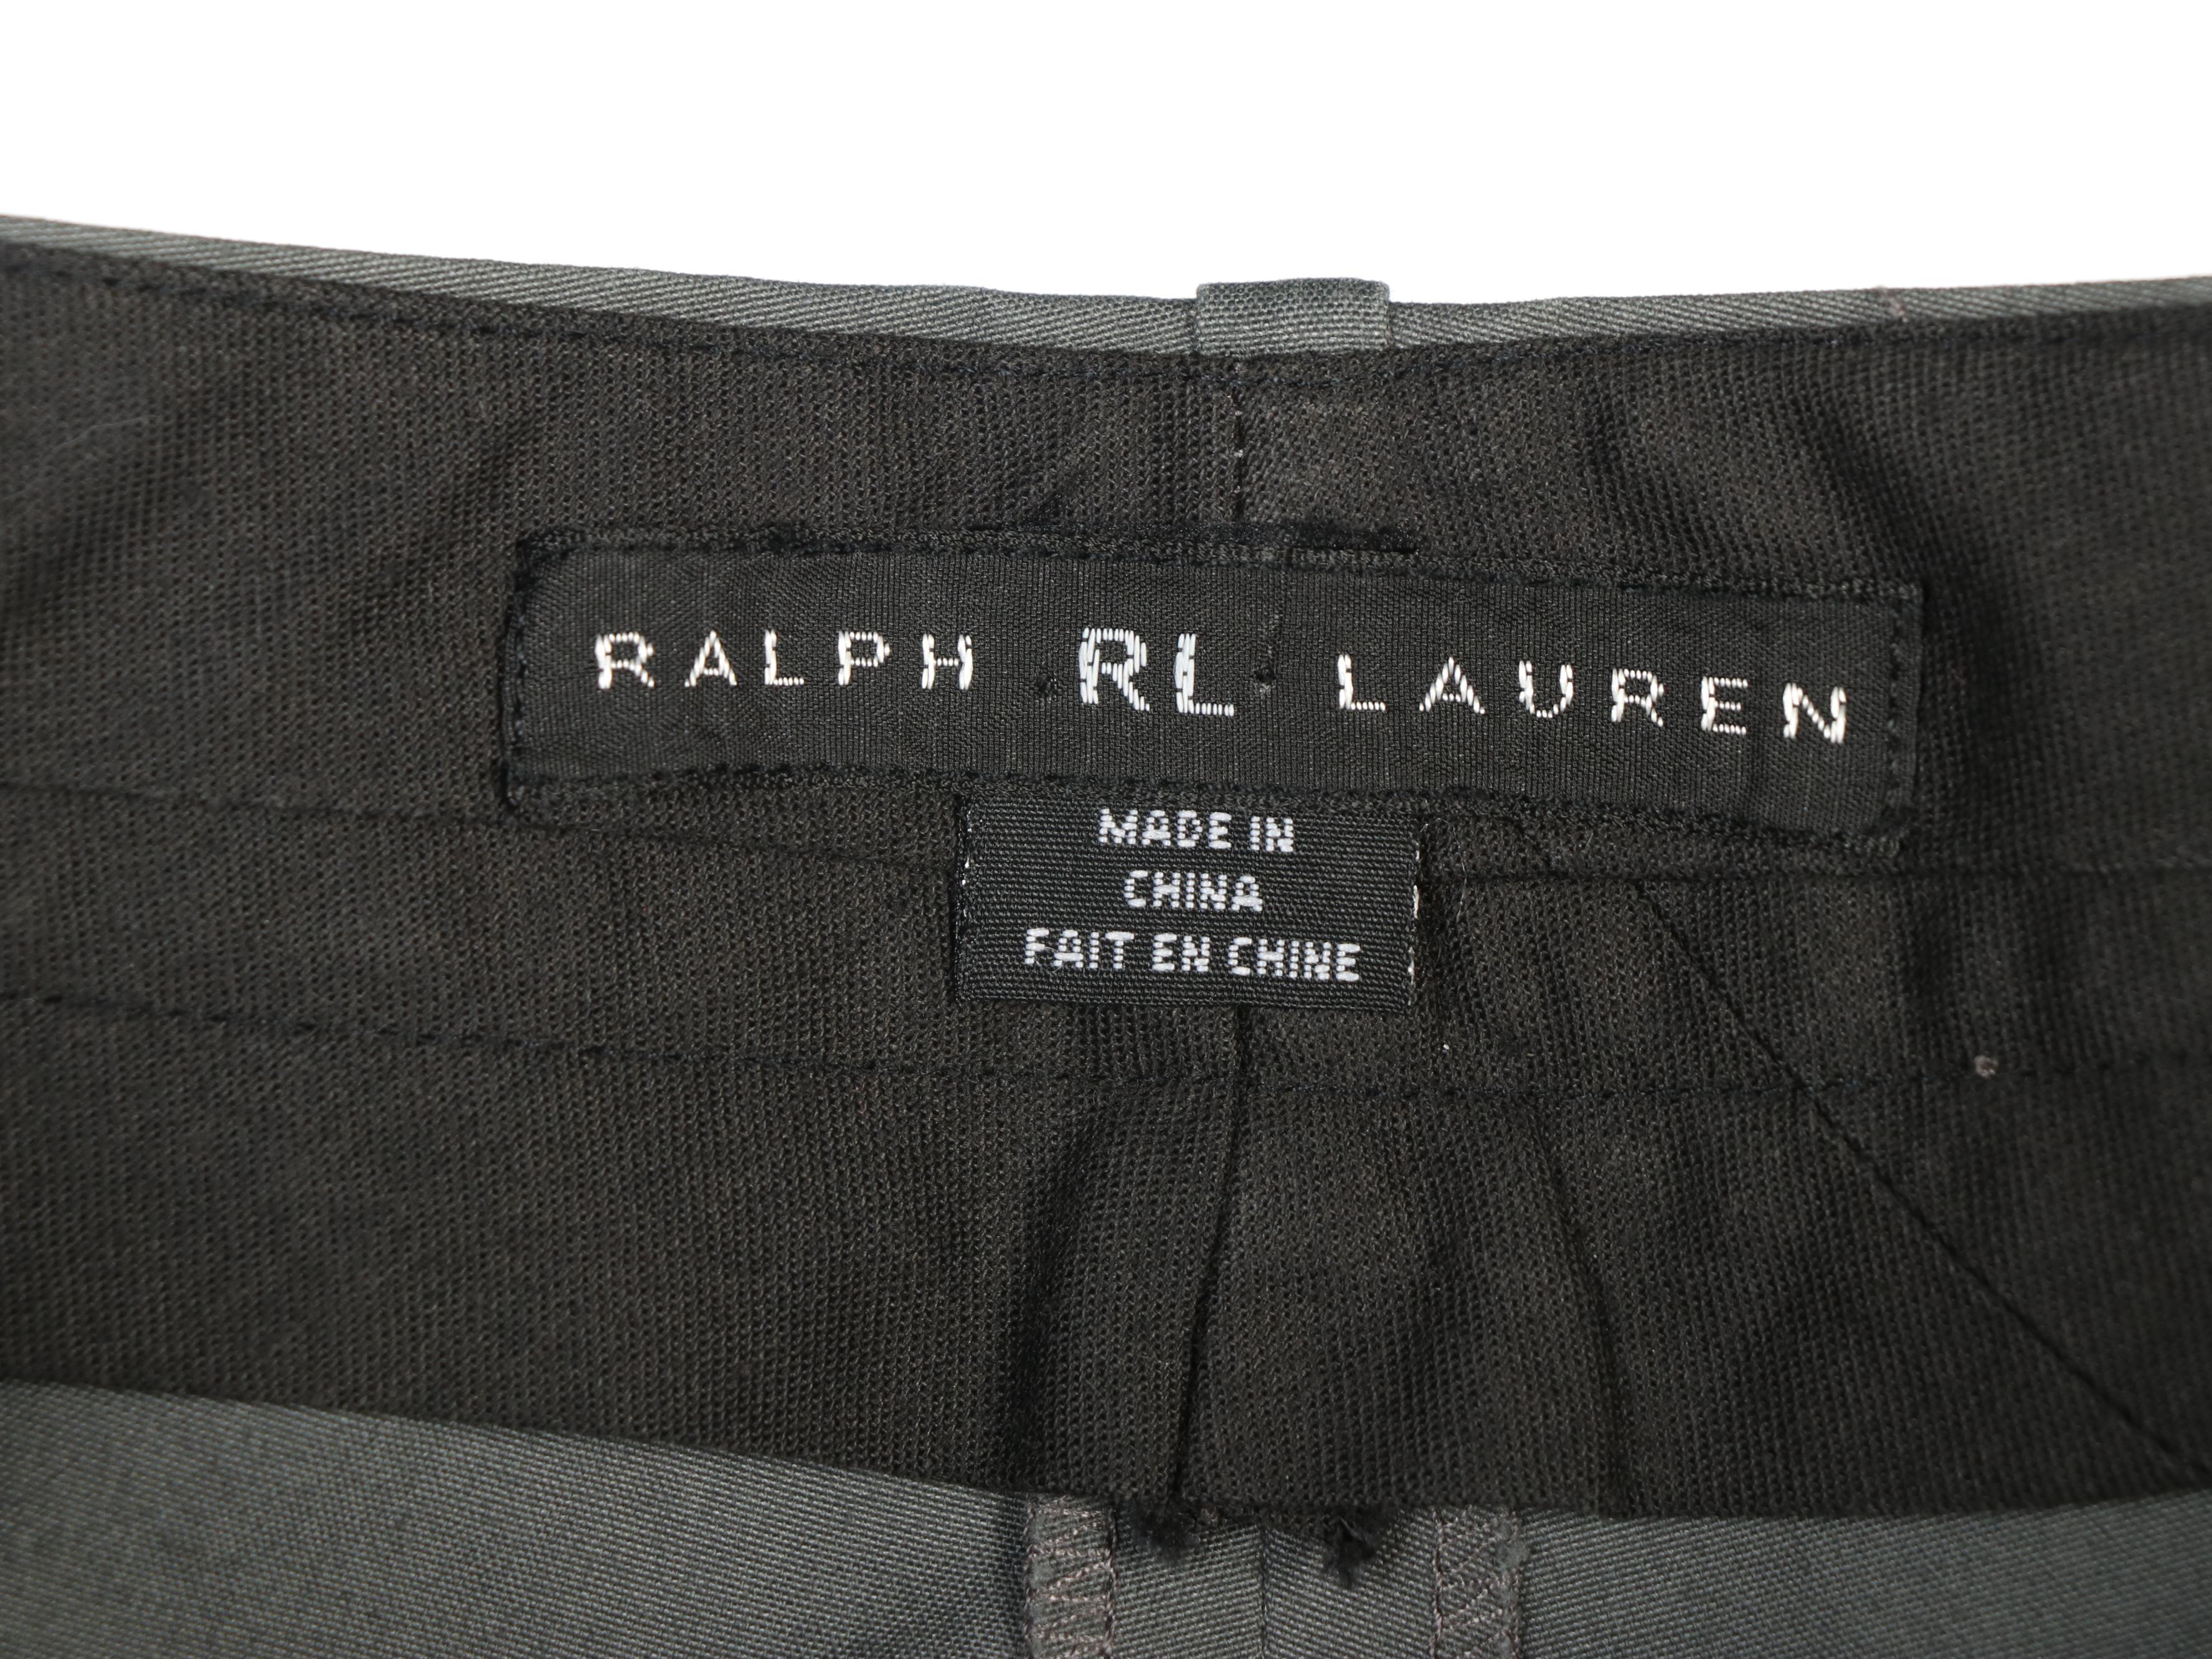 RALPH RL LAUREN
MADE IN
CHINA
FAIT EN CHINE